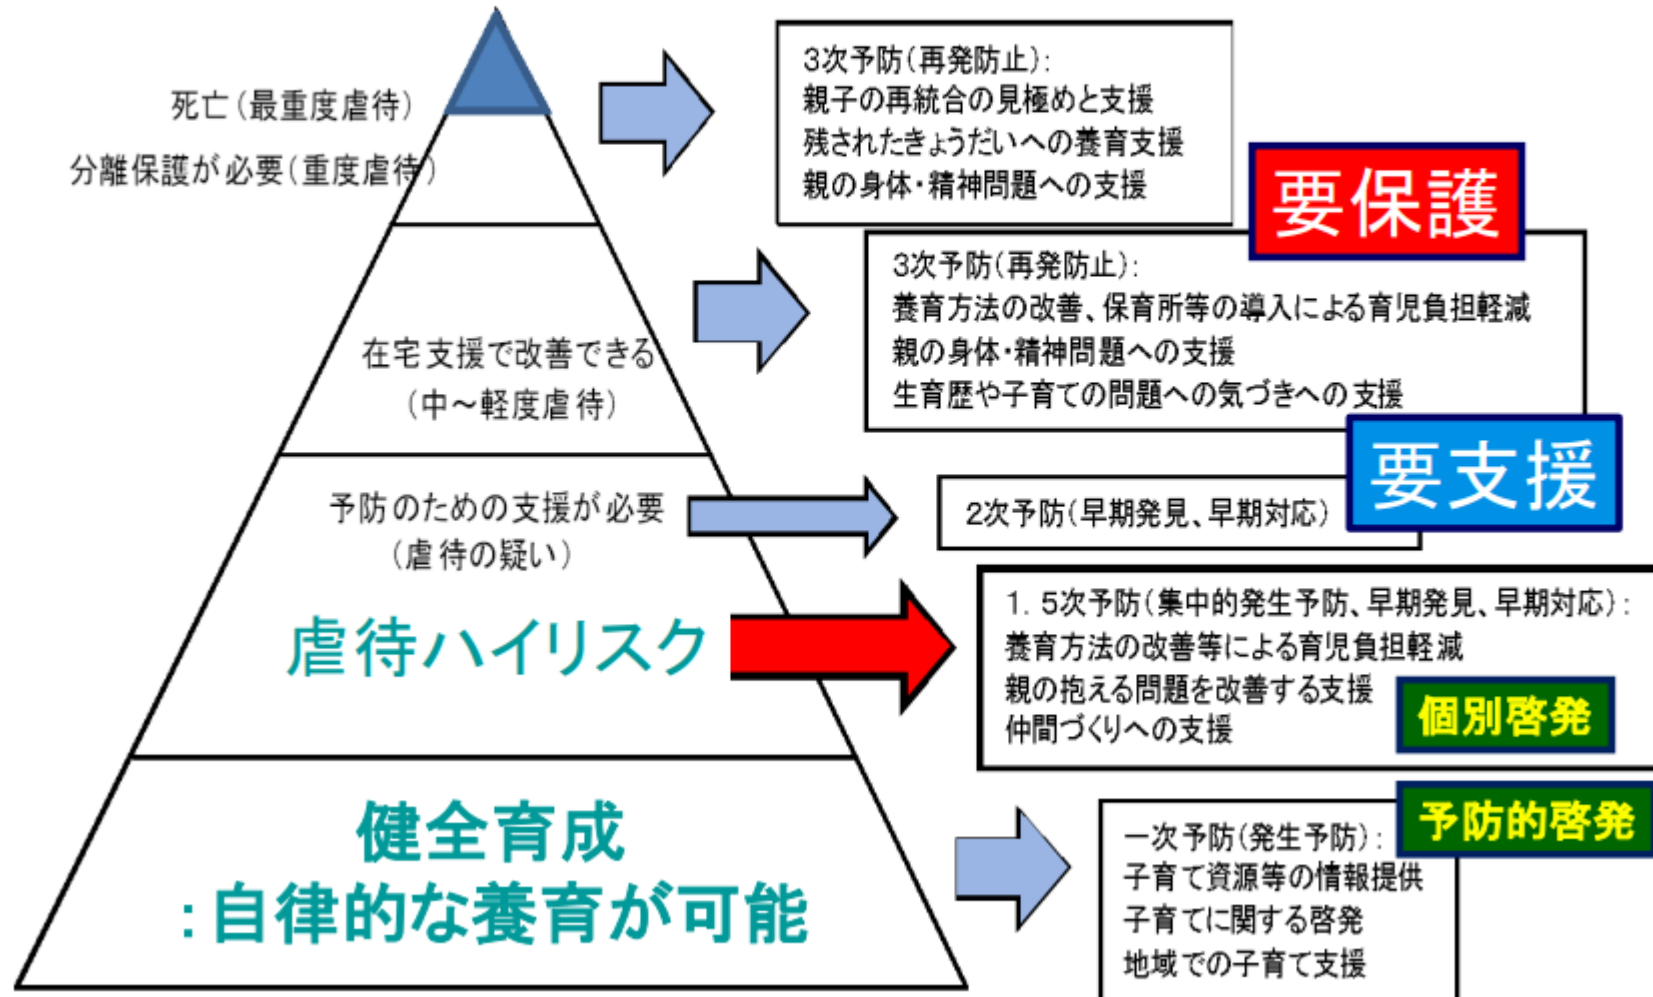 死亡(最重度虐待)
分離保護が必要(重度虐待)
3次予防(再発防止):
親子の再統合の見極めと支援
残されたきょうだいへの養育支援
親の身体・精神問題への支援
要保護
在宅支援で改善できる
(中～軽度虐待)
3次予防(再発防止):
養育方法の改善、保育所等の導入による育児負担軽減
親の身体・精神問題への支援
生育歴や子育ての問題への気づきへの支援
要支援
予防のための支援が必要
(虐待の疑い)
2次予防(早期発見、早期対応)
虐待ハイリスク
1．5次予防(集中的発生予防、早期発見、早期対応):
養育方法の改善等による育児負担軽減
親の抱える問題を改善する支援
仲間づくりへの支援
個別啓発
健全育成
:自律的な養育が可能
予防的啓発
一次予防(発生予防):
子育て資源等の情報提供
子育てに関する啓発
地域での子育て支援